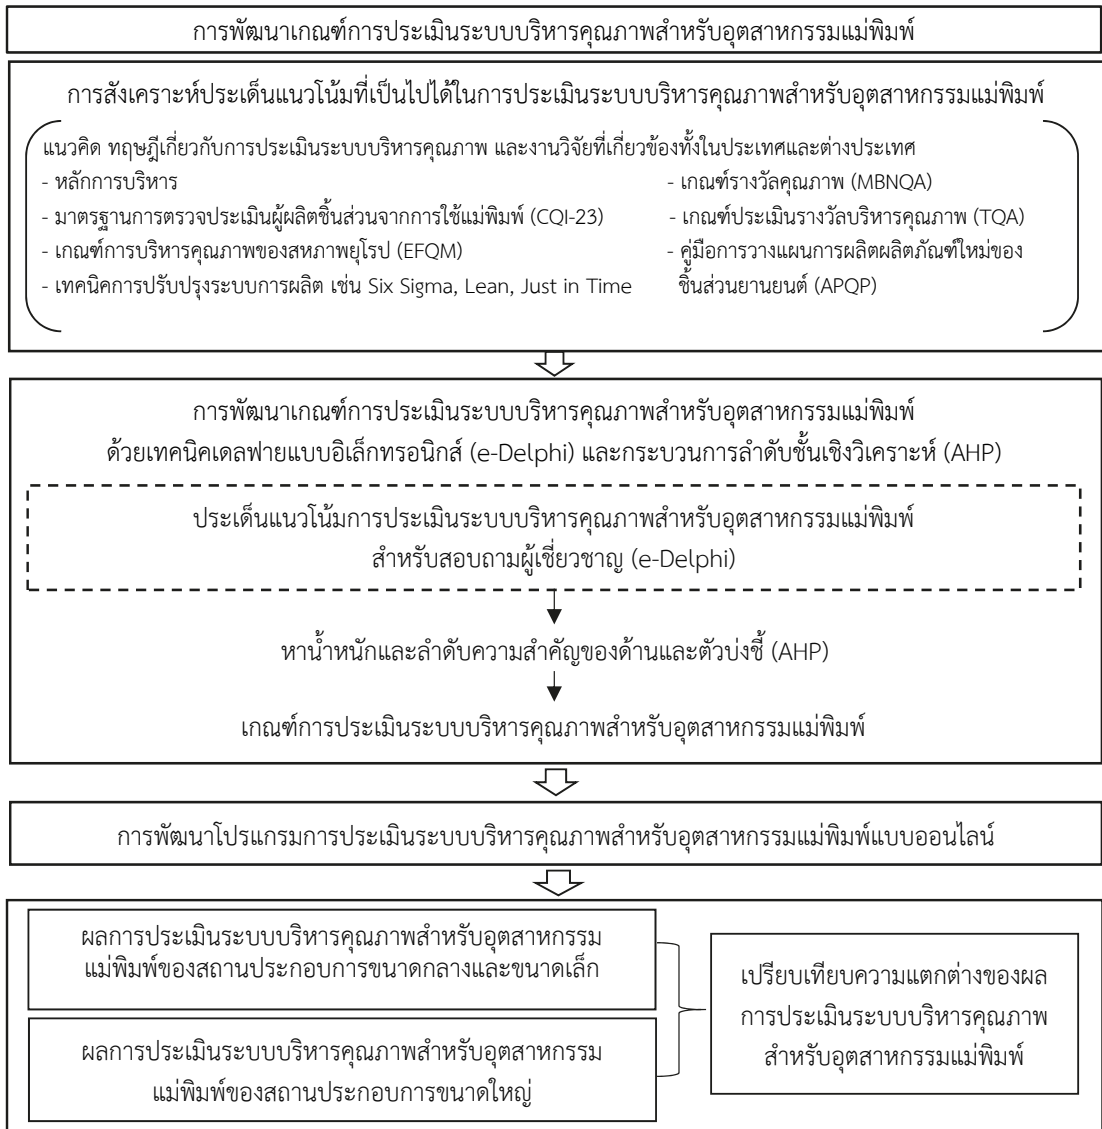 การพัฒนาเกณฑ์การประเมินระบบบริหารคุณภาพสำหรับอุตสาหกรรมแม่พิมพ์
การสังเคราะห์ประเด็นแนวโน้มที่เป็นไปได้ในการประเมินระบบบริหารคุณภาพสำหรับอุตสาหกรรมแม่พิมพ์
แนวคิด ทฤษฎีเกี่ยวกับการประเมินระบบบริหารคุณภาพ และงานวิจัยที่เกี่ยวข้องทั้งในประเทศและต่างประเทศ
- หลักการบริหาร
- มาตรฐานการตรวจประเมินผู้ผลิตชิ้นส่วนจากการใช้แม่พิมพ์ (CQI-23)
- เกณฑ์การบริหารคุณภาพของสหภาพยุโรป (EFQM)
- เทคนิคการปรับปรุงระบบการผลิต เช่น Six Sigma, Lean, Just in Time
- เกณฑ์รางวัลคุณภาพ (MBNQA)
- เกณฑ์ประเมินรางวัลบริหารคุณภาพ (TQA)
- คู่มือการวางแผนการผลิตผลิตภัณฑ์ใหม่ของ
ชิ้นส่วนยานยนต์ (APQP)
การพัฒนาเกณฑ์การประเมินระบบบริหารคุณภาพสำหรับอุตสาหกรรมแม่พิมพ์
ด้วยเทคนิคเดลฟายแบบอิเล็กทรอนิกส์ (e-Delphi) และกระบวนการลำดับชั้นเชิงวิเคราะห์ (AHP)
ประเด็นแนวโน้มการประเมินระบบบริหารคุณภาพสำหรับอุตสาหกรรมแม่พิมพ์
สำหรับสอบถามผู้เชี่ยวชาญ (e-Delphi)
หาน้ำหนักและลำดับความสำคัญของด้านและตัวบ่งชี้ (AHP)
เกณฑ์การประเมินระบบบริหารคุณภาพสำหรับอุตสาหกรรมแม่พิมพ์
การพัฒนาโปรแกรมการประเมินระบบบริหารคุณภาพสำหรับอุตสาหกรรมแม่พิมพ์แบบออนไลน์
ผลการประเมินระบบบริหารคุณภาพสำหรับอุตสาหกรรม
แม่พิมพ์ของสถานประกอบการขนาดกลางและขนาดเล็ก
ผลการประเมินระบบบริหารคุณภาพสำหรับอุตสาหกรรม
แม่พิมพ์ของสถานประกอบการขนาดใหญ่
เปรียบเทียบความแตกต่างของผล
การประเมินระบบบริหารคุณภาพ
สำหรับอุตสาหกรรมแม่พิมพ์